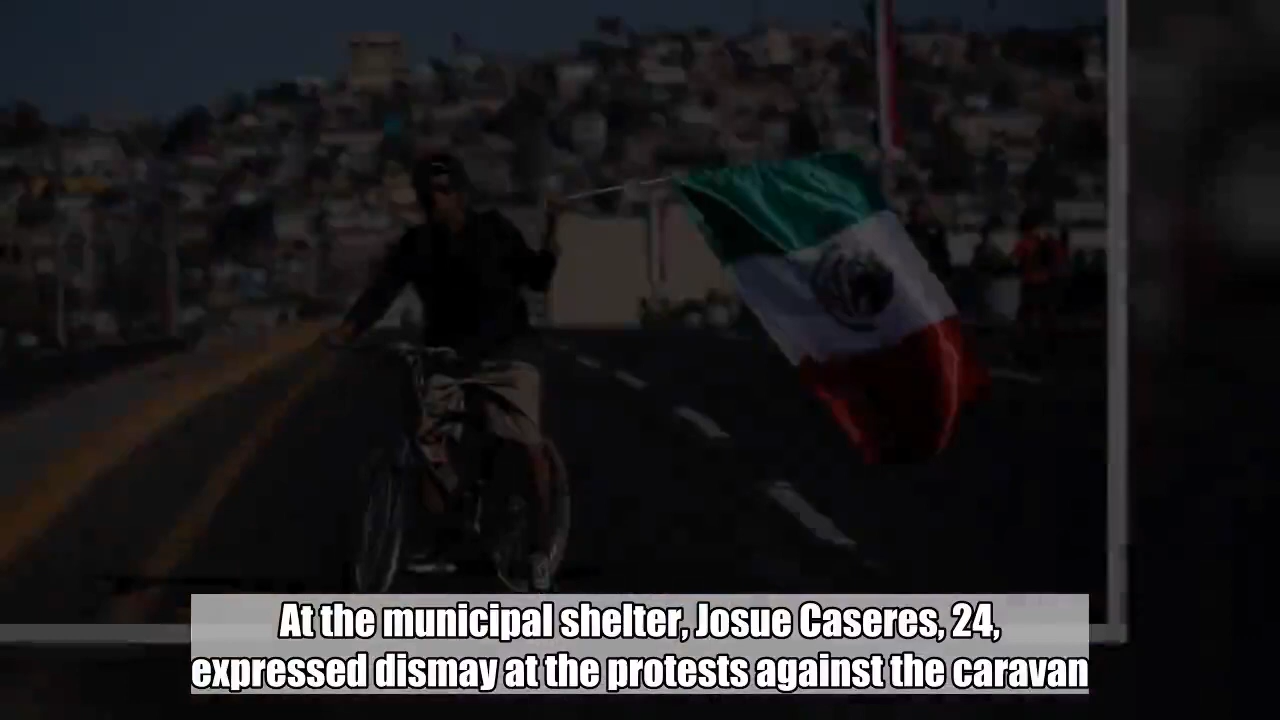 At the municipal shelter, Josue Caseres, 24,
expressed dismay at the protests against the caravan